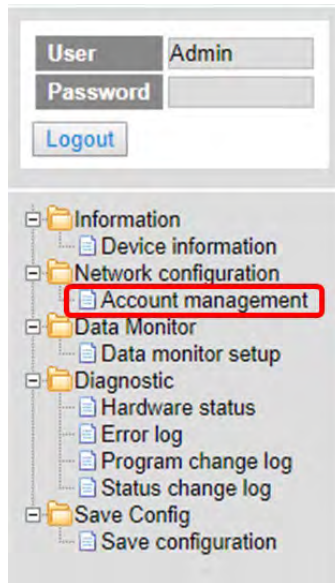 User Admin
Password
Logout
Information
Device information
Network configuration
Account management
Data Monitor
Data monitor setup
Diagnostic
Hardware status
Error log
Program change log
Status change log
Save Config
Save configuration